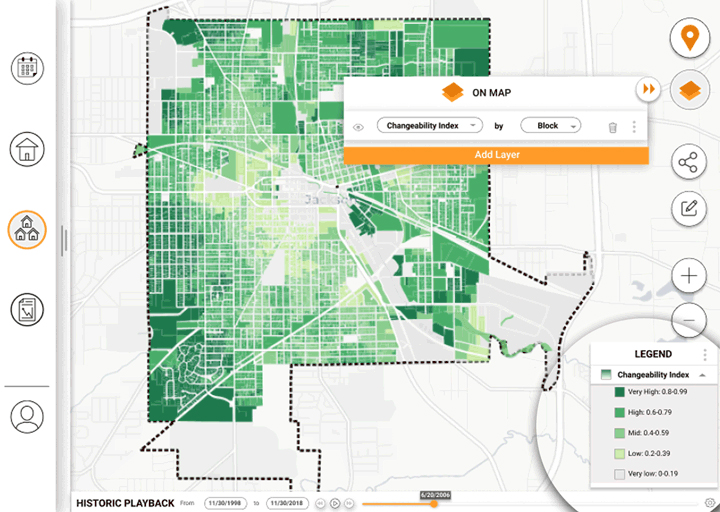 ON MAP
Changeability Index by Block
Add Layer
LEGEND
Changeability Index
Very High: 0.8-0.99
High: 0.6-0.79
Mid: 0.4-0.59
Low: 0.2-0.39
Very low: 0-0.19
6/20/2006
HISTORIC PLAYBACK From 11/30/1998 to 11/30/2018